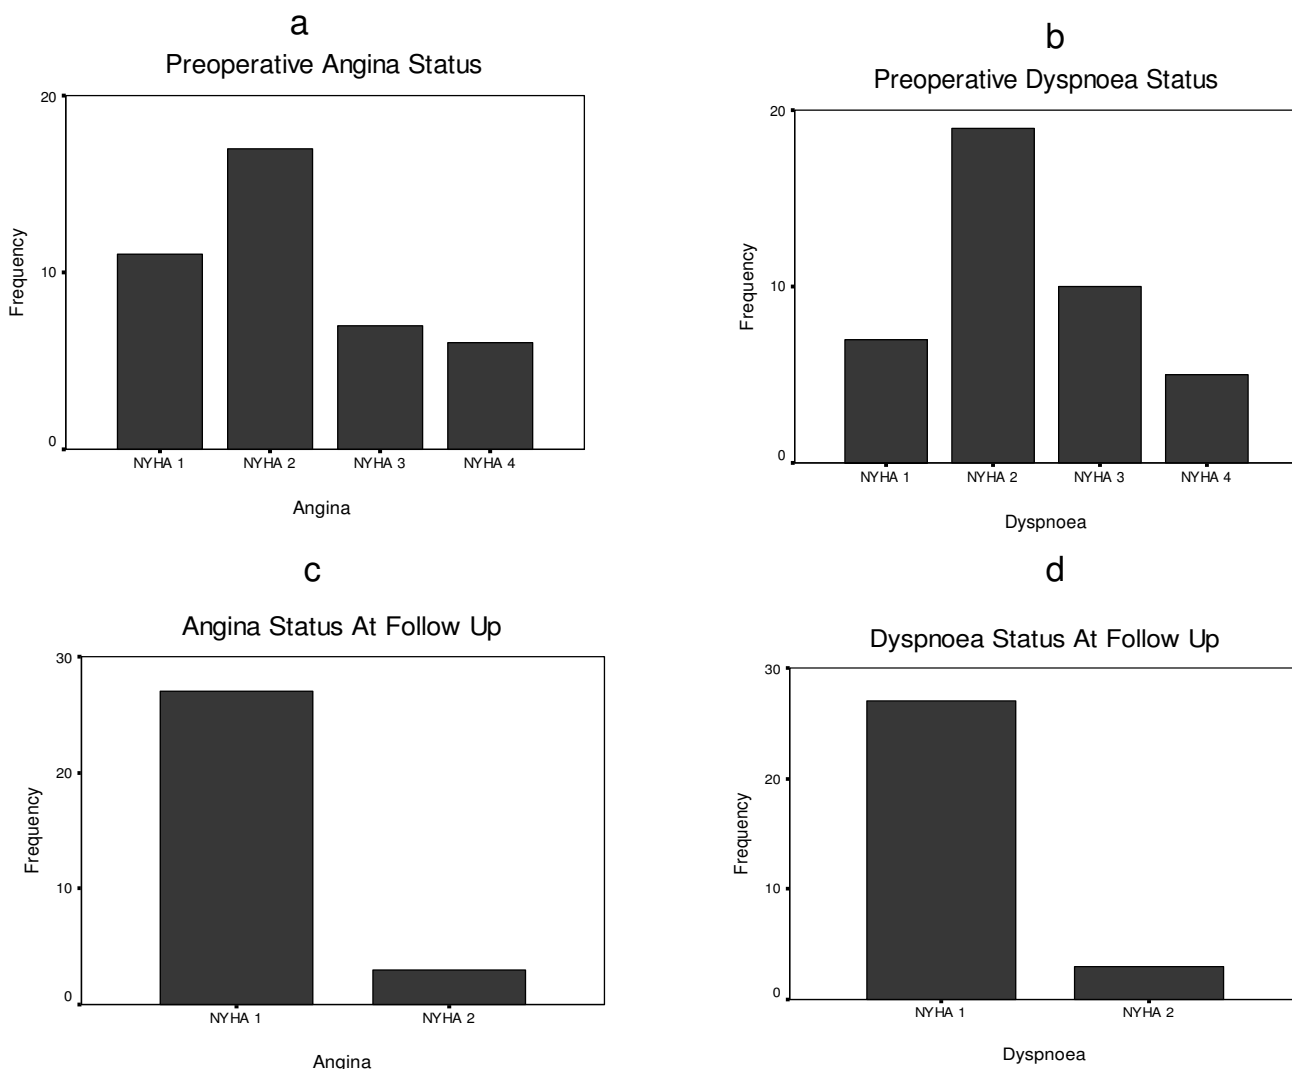 a
Preoperative Angina Status
20
10
0
Frequency
NYHA 1 NYHA 2 NYHA 3 NYHA 4
Angina
b
Preoperative Dyspnoea Status
20
10
0
Frequency
NYHA 1 NYHA 2 NYHA 3 NYHA 4
Dyspnoea
c
Angina Status At Follow Up
30
20
10
0
Frequency
NYHA 1 NYHA 2
Angina
d
Dyspnoea Status At Follow Up
30
20
10
0
Frequency
NYHA 1 NYHA 2
Dyspnoea